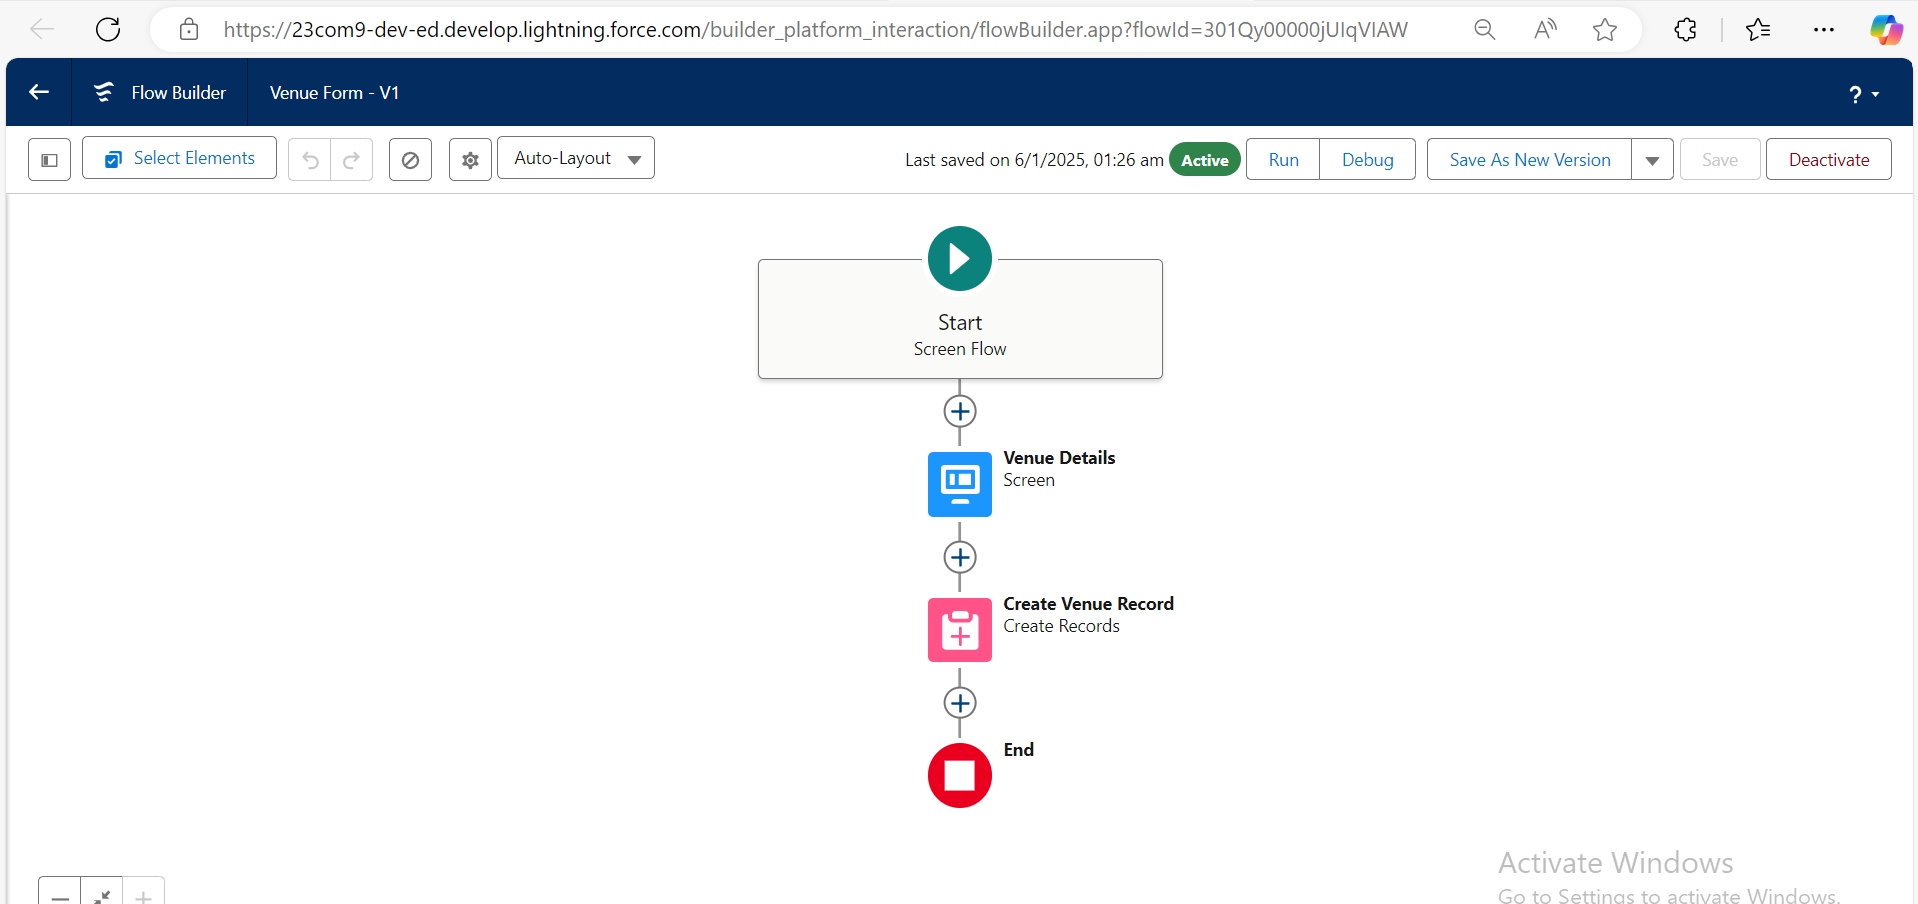 https://23com9-dev-ed.develop.lightning.force.com/builder_platform_interaction/flowBuilder.app?flowId=301Qy00000jUIqVIAW
Flow Builder
Venue Form - V1
?
Select Elements
Auto-Layout
Last saved on 6/1/2025, 01:26 am
Active
Run
Debug
Save As New Version
Save
Deactivate
Start
Screen Flow
Venue Details
Screen
Create Venue Record
Create Records
End
Activate Windows
Go to Settings to activate Windows.